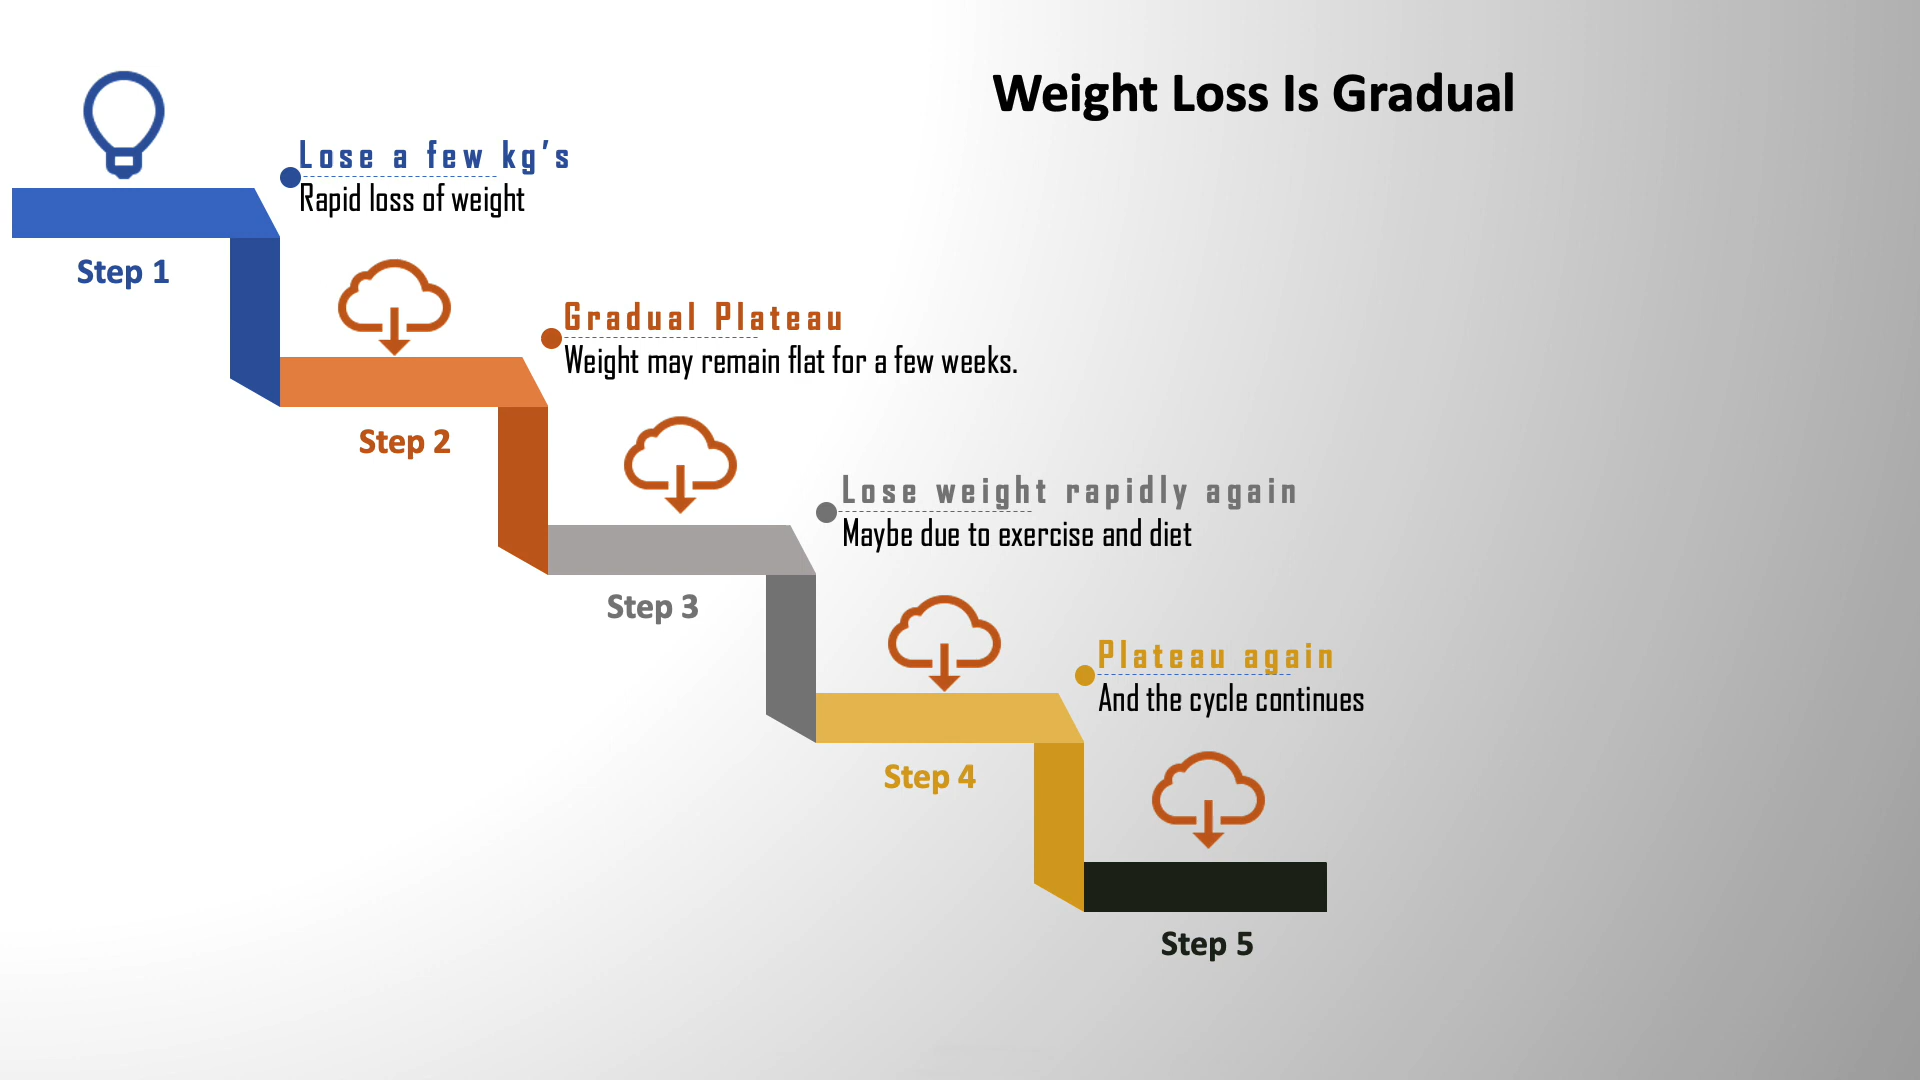 Weight Loss Is Gradual
Lose a few kg's
Rapid loss of weight
Step 1
Gradual Plateau
Weight may remain flat for a few weeks.
Step 2
Lose weight rapidly again
Maybe due to exercise and diet
Step 3
Plateau again
And the cycle continues
Step 4
Step 5